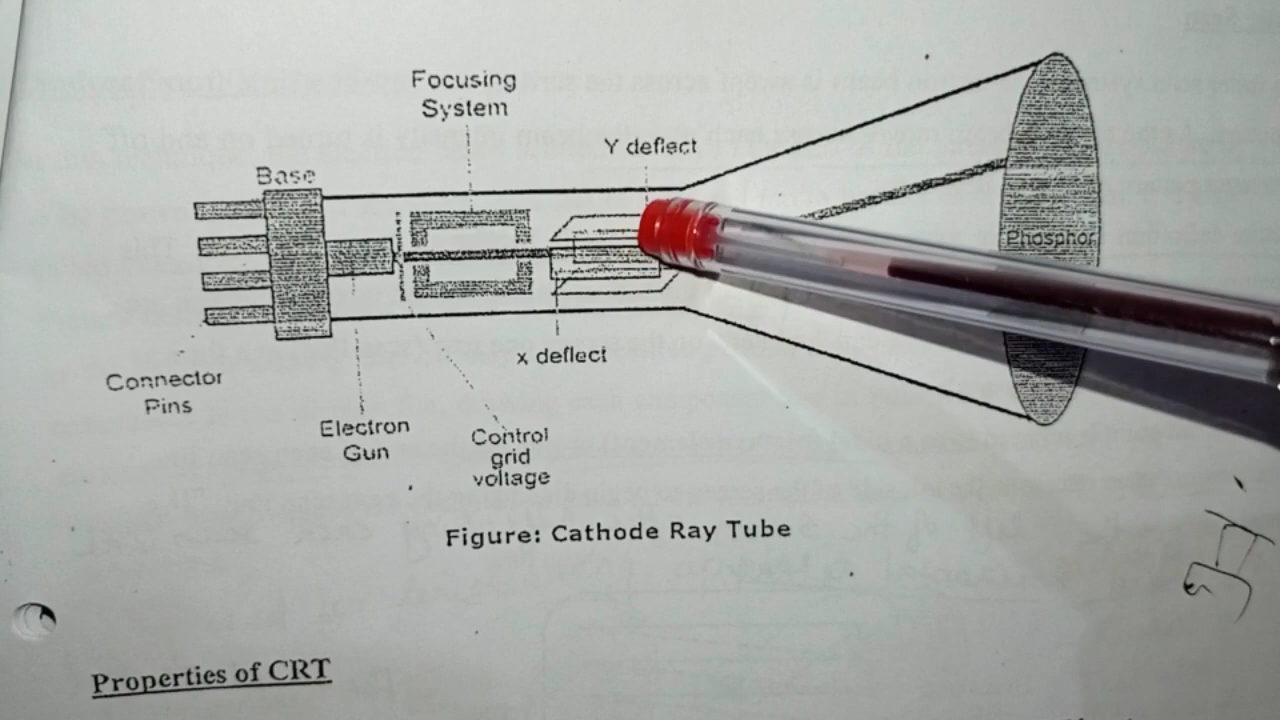 Focusing
System
Y deflect
Base
Phosphor
x deflect
Connector
Pins
Electron
Gun
Control
grid
voltage
Figure: Cathode Ray Tube
Properties of CRT